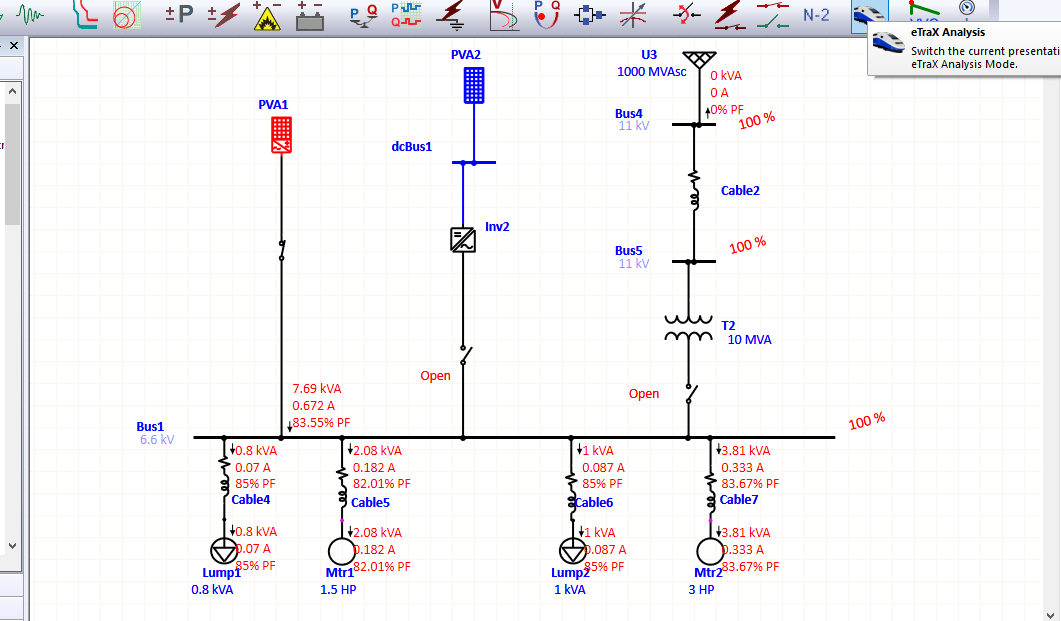 ± P
P Q
P
Q
V
P Q
N-2
eTraX Analysis
Switch the current presentati
eTraX Analysis Mode.
PVA2
U3
1000 MVAsc
0 kVA
0 A
0% PF
PVA1
Bus4
11 kV
100 %
dcBus1
Cable2
Inv2
Bus5
11 kV
100 %
T2
10 MVA
Open
Open
7.69 kVA
0.672 A
83.55% PF
Bus1
6.6 kV
100 %
0.8 kVA
0.07 A
85% PF
Cable4
2.08 kVA
0.182 A
82.01% PF
Cable5
1 kVA
0.087 A
85% PF
Cable6
3.81 kVA
0.333 A
83.67% PF
Cable7
0.8 kVA
0.07 A
85% PF
Lump1
0.8 kVA
2.08 kVA
0.182 A
82.01% PF
Mtr1
1.5 HP
1 kVA
0.087 A
85% PF
Lump2
1 kVA
3.81 kVA
0.333 A
83.67% PF
Mtr2
3 HP